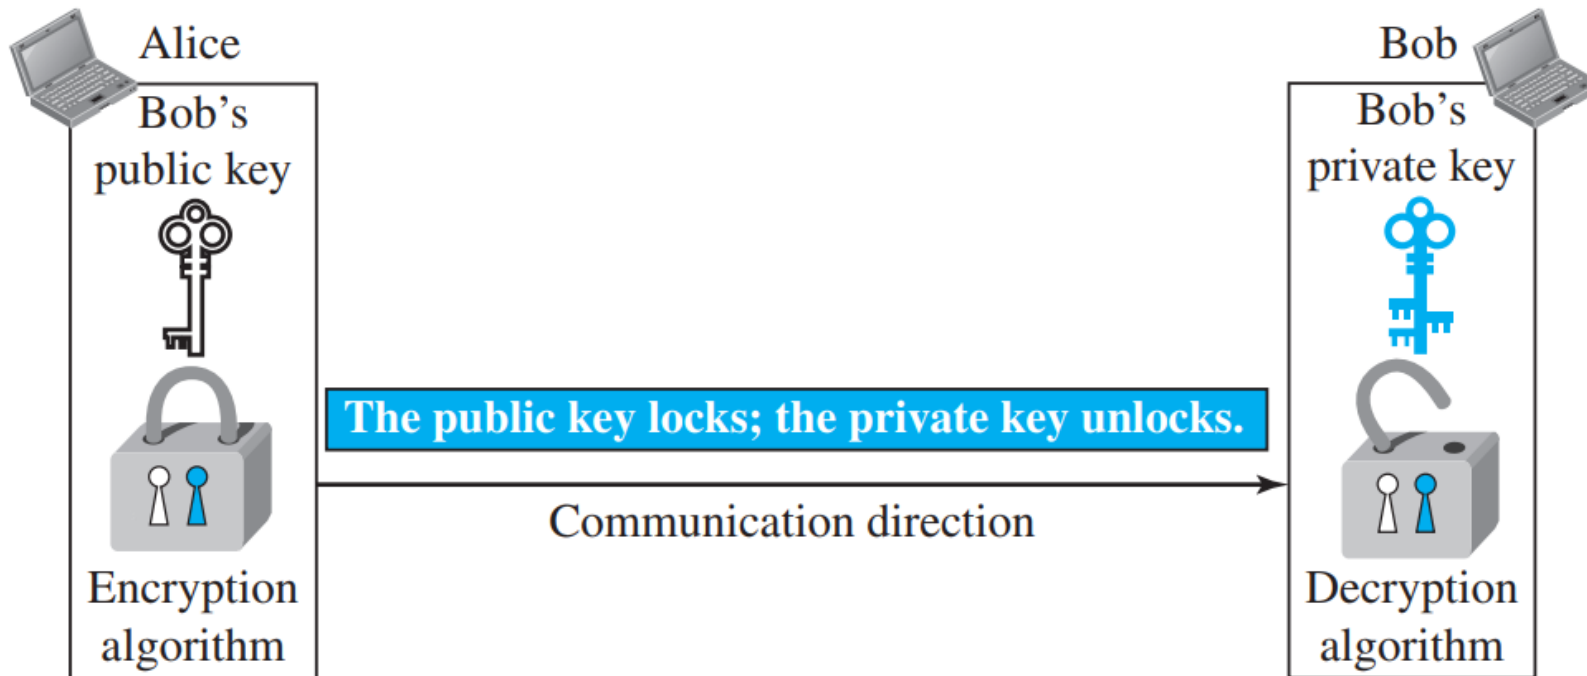 Alice
Bob's
public key
Encryption
algorithm
The public key locks; the private key unlocks.
Communication direction
Bob
Bob's
private key
Decryption
algorithm